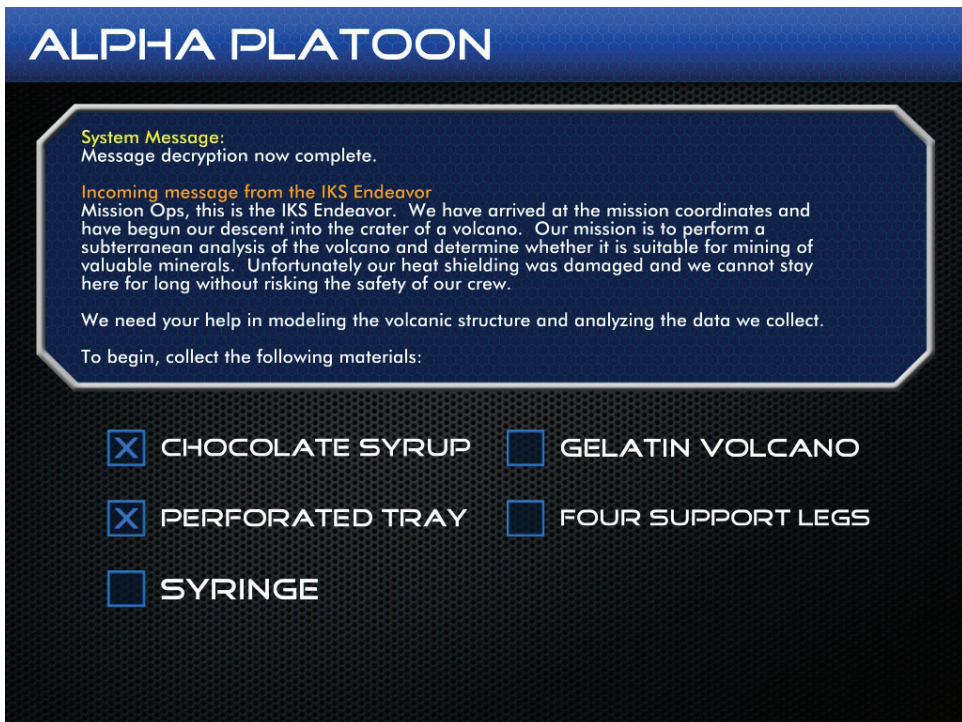 ALPHA PLATOON
System Message:
Message decryption now complete.
Incoming message from the IKS Endeavor
Mission Ops, this is the IKS Endeavor.  We have arrived at the mission coordinates and
have begun our descent into the crater of a volcano.  Our mission is to perform a
subterranean analysis of the volcano and determine whether it is suitable for mining of
valuable minerals.  Unfortunately our heat shielding was damaged and we cannot stay
here for long without risking the safety of our crew.
We need your help in modeling the volcanic structure and analyzing the data we collect.
To begin, collect the following materials:
X CHOCOLATE SYRUP
GELATIN VOLCANO
X PERFORATED TRAY
FOUR SUPPORT LEGS
SYRINGE